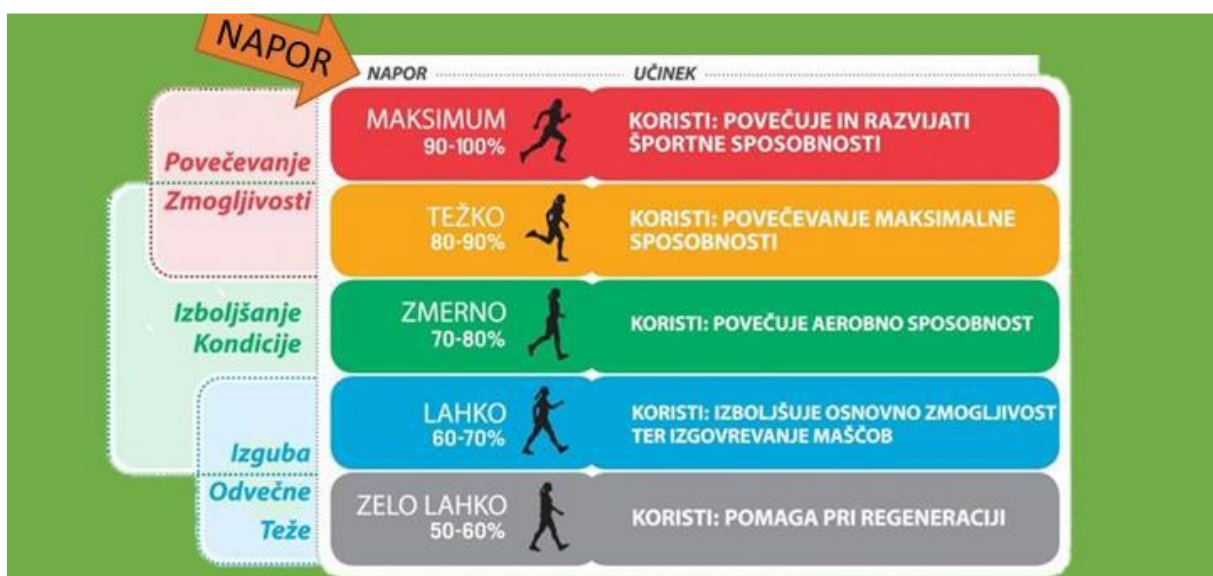 NAPOR
NAPOR
UČINEK
MAKSIMUM
90-100%
KORISTI: POVEČUJE IN RAZVIJATI
ŠPORTNE SPOSOBNOSTI
Povečevanje
Zmogljivosti
TEŽKO
80-90%
KORISTI: POVEČEVANJE MAKSIMALNE
SPOSOBNOSTI
Izboljšanje
Kondicije
ZMERNO
70-80%
KORISTI: POVEČUJE AEROBNO SPOSOBNOST
LAHKO
60-70%
KORISTI: IZBOLJŠUJE OSNOVNO ZMOGLJIVOST
TER IZGOVREVANJE MAŠČOB
Izguba
Odvečne
Teže
ZELO LAHKO
50-60%
KORISTI: POMAGA PRI REGENERACIJI